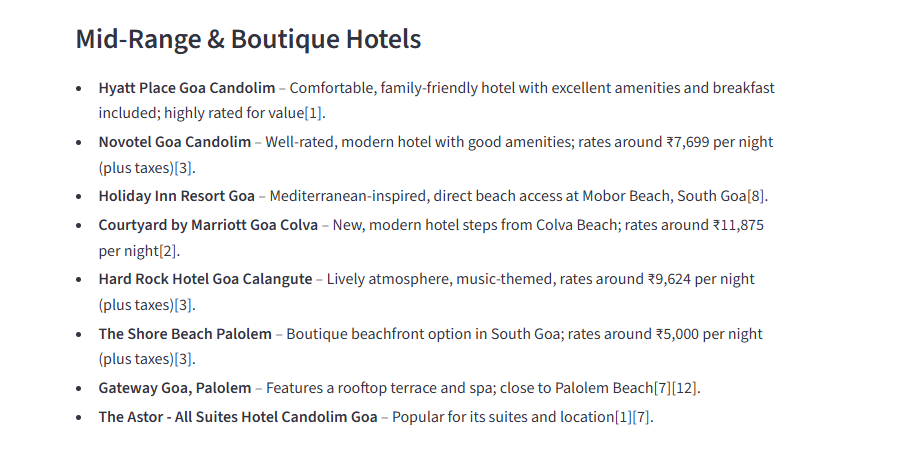 Mid-Range & Boutique Hotels
• Hyatt Place Goa Candolim – Comfortable, family-friendly hotel with excellent amenities and breakfast
included; highly rated for value[1].
• Novotel Goa Candolim – Well-rated, modern hotel with good amenities; rates around ₹7,699 per night
(plus taxes)[3].
• Holiday Inn Resort Goa – Mediterranean-inspired, direct beach access at Mobor Beach, South Goa[8].
• Courtyard by Marriott Goa Colva – New, modern hotel steps from Colva Beach; rates around ₹11,875
per night[2].
• Hard Rock Hotel Goa Calangute – Lively atmosphere, music-themed, rates around ₹9,624 per night
(plus taxes)[3].
• The Shore Beach Palolem – Boutique beachfront option in South Goa; rates around ₹5,000 per night
(plus taxes)[3].
• Gateway Goa, Palolem – Features a rooftop terrace and spa; close to Palolem Beach[7][12].
• The Astor - All Suites Hotel Candolim Goa – Popular for its suites and location[1][7].